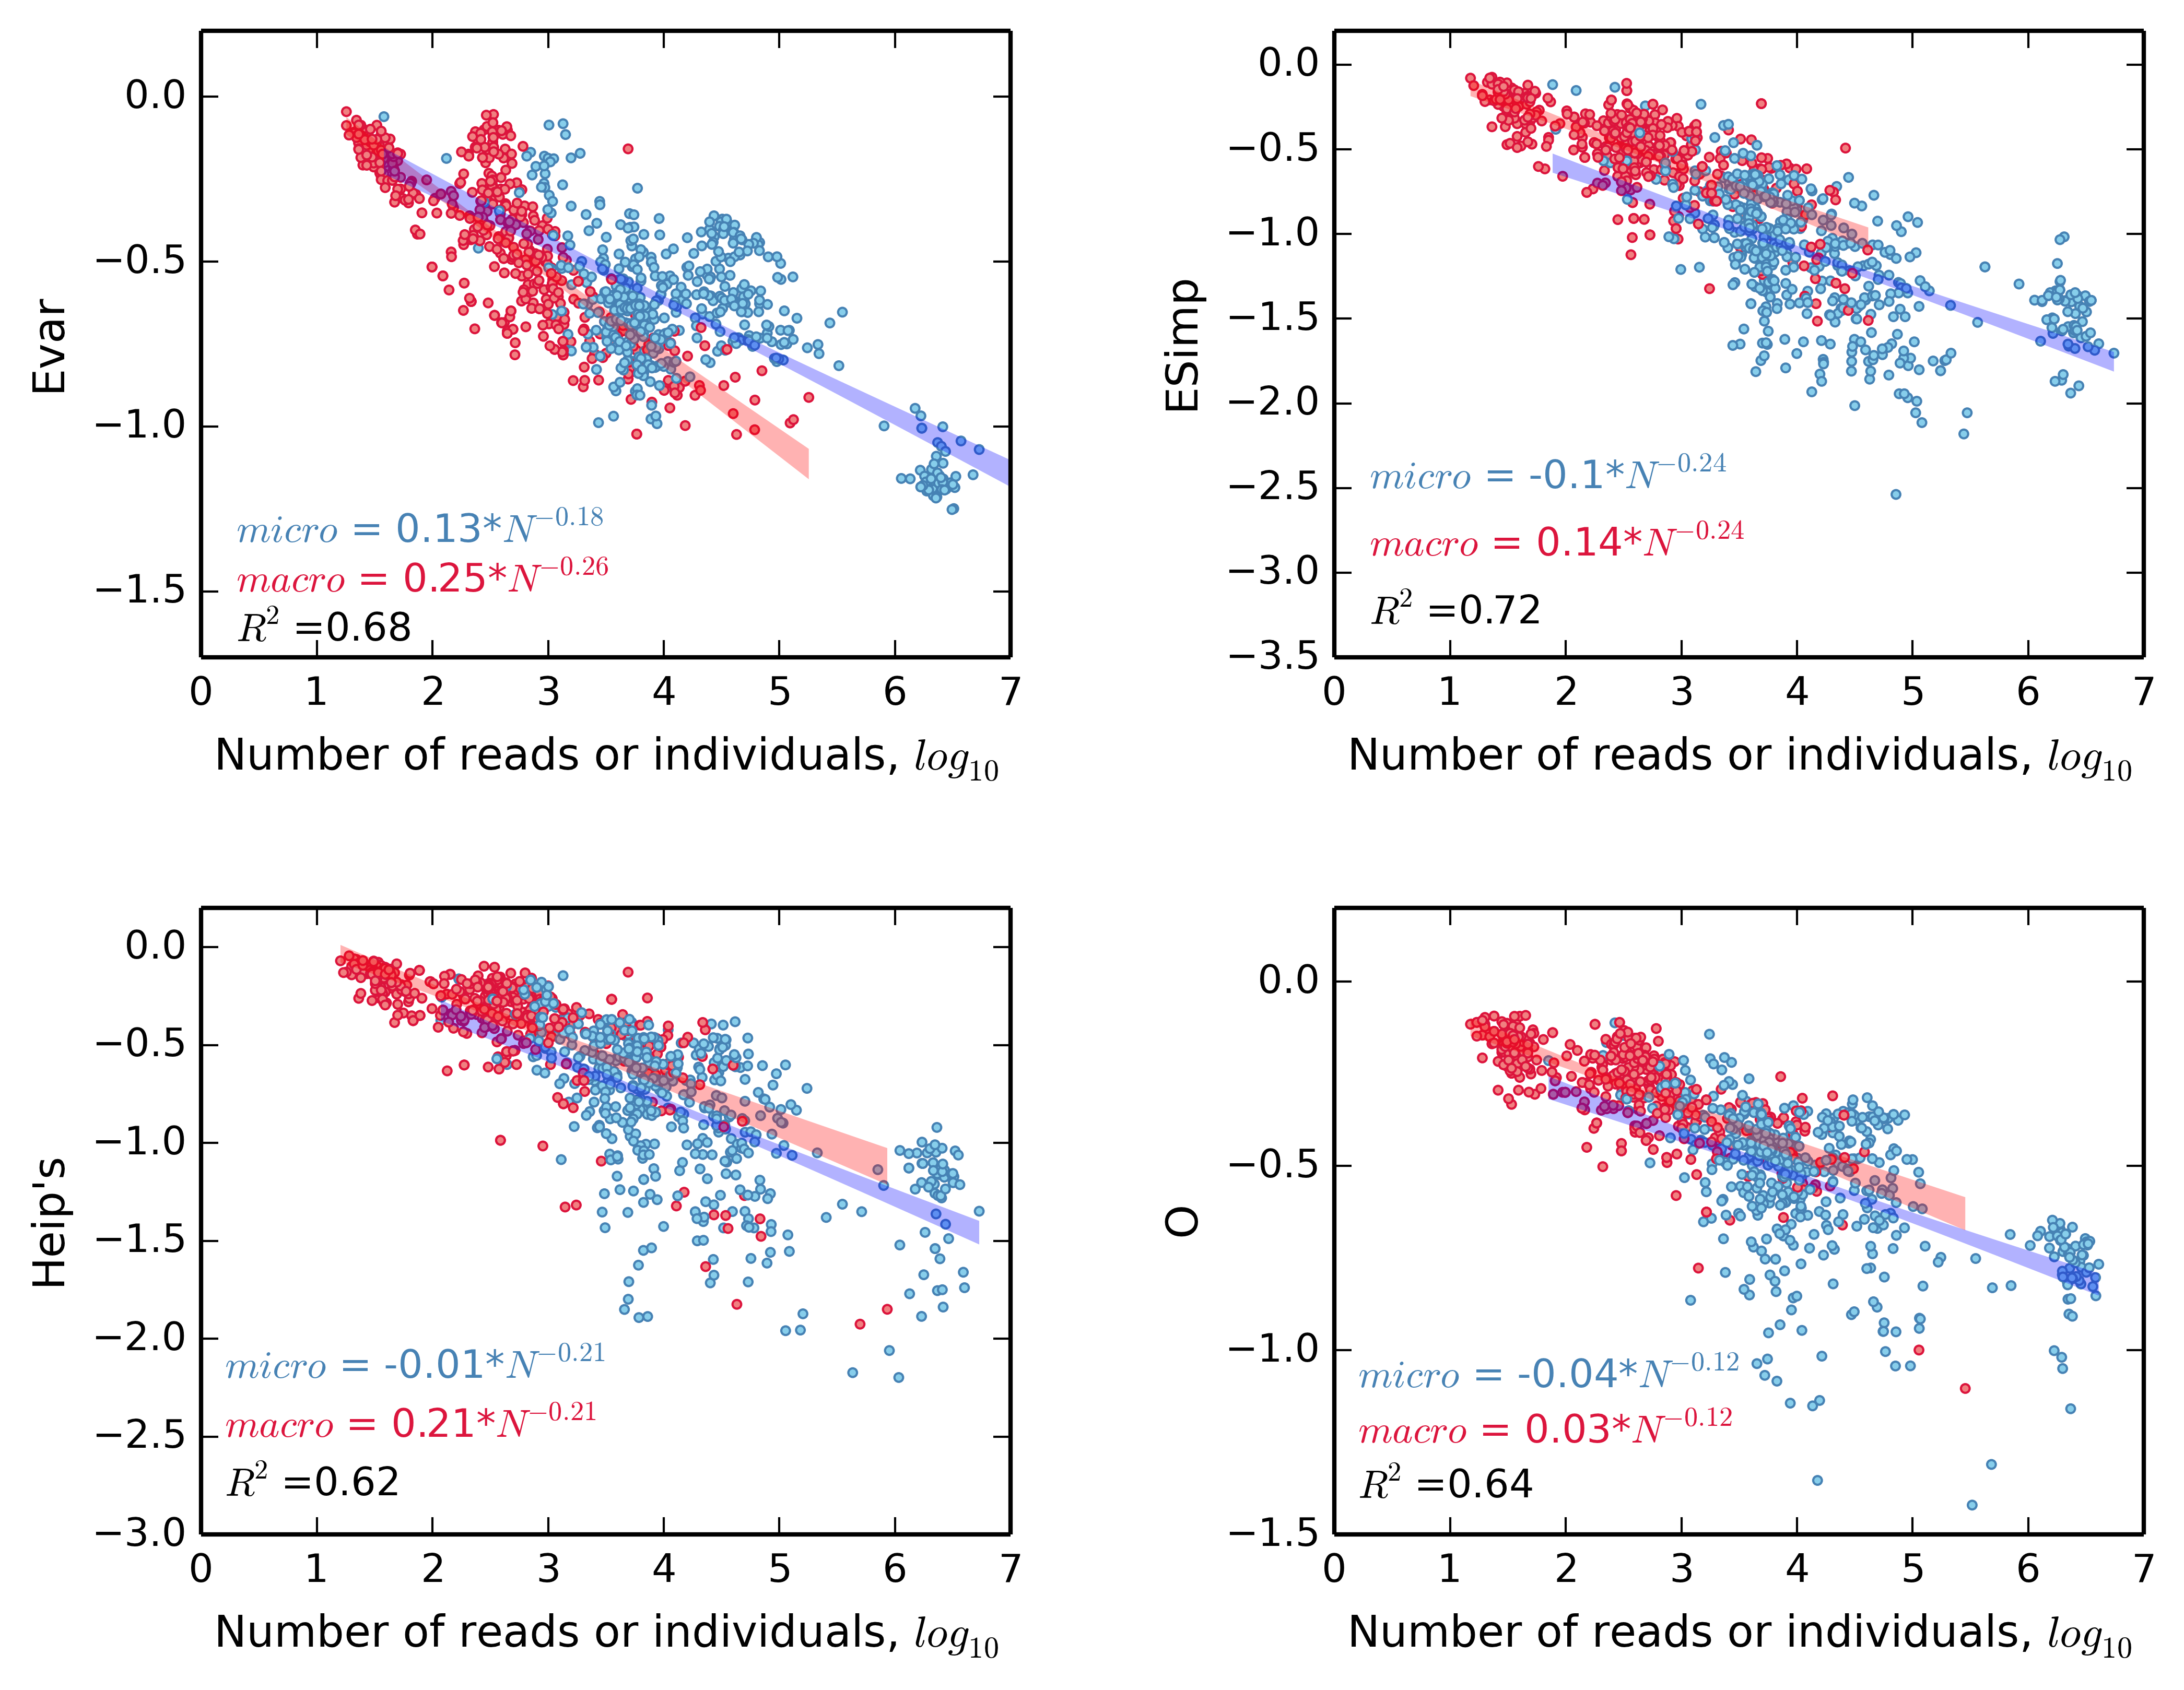 Evar
0.0
−0.5
−1.0
−1.5
micro = 0.13*N^−0.18
macro = 0.25*N^−0.26
R² =0.68
0 1 2 3 4 5 6 7
Number of reads or individuals, log₁₀
ESimp
0.0
−0.5
−1.0
−1.5
−2.0
−2.5
−3.0
−3.5
micro = -0.1*N^−0.24
macro = 0.14*N^−0.24
R² =0.72
0 1 2 3 4 5 6 7
Number of reads or individuals, log₁₀
Heip's
0.0
−0.5
−1.0
−1.5
−2.0
−2.5
−3.0
micro = -0.01*N^−0.21
macro = 0.21*N^−0.21
R² =0.62
0 1 2 3 4 5 6 7
Number of reads or individuals, log₁₀
O
0.0
−0.5
−1.0
−1.5
micro = -0.04*N^−0.12
macro = 0.03*N^−0.12
R² =0.64
0 1 2 3 4 5 6 7
Number of reads or individuals, log₁₀